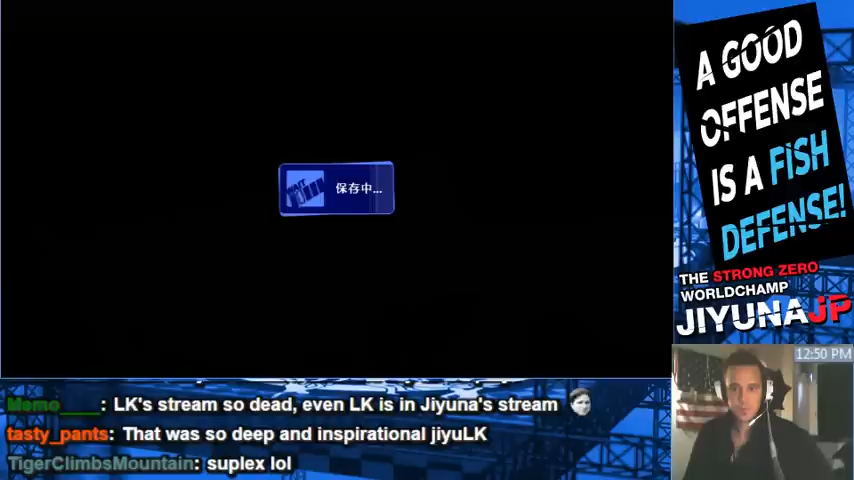 保存中...
A GOOD
OFFENSE
IS A FISH
DEFENSE!
THE STRONG ZERO
WORLDCHAMP
JIYUNAJP
12:50 PM
Memo____: LK's stream so dead, even LK is in Jiyuna's stream
tasty_pants: That was so deep and inspirational jiyuLK
TigerClimbsMountain: suplex lol